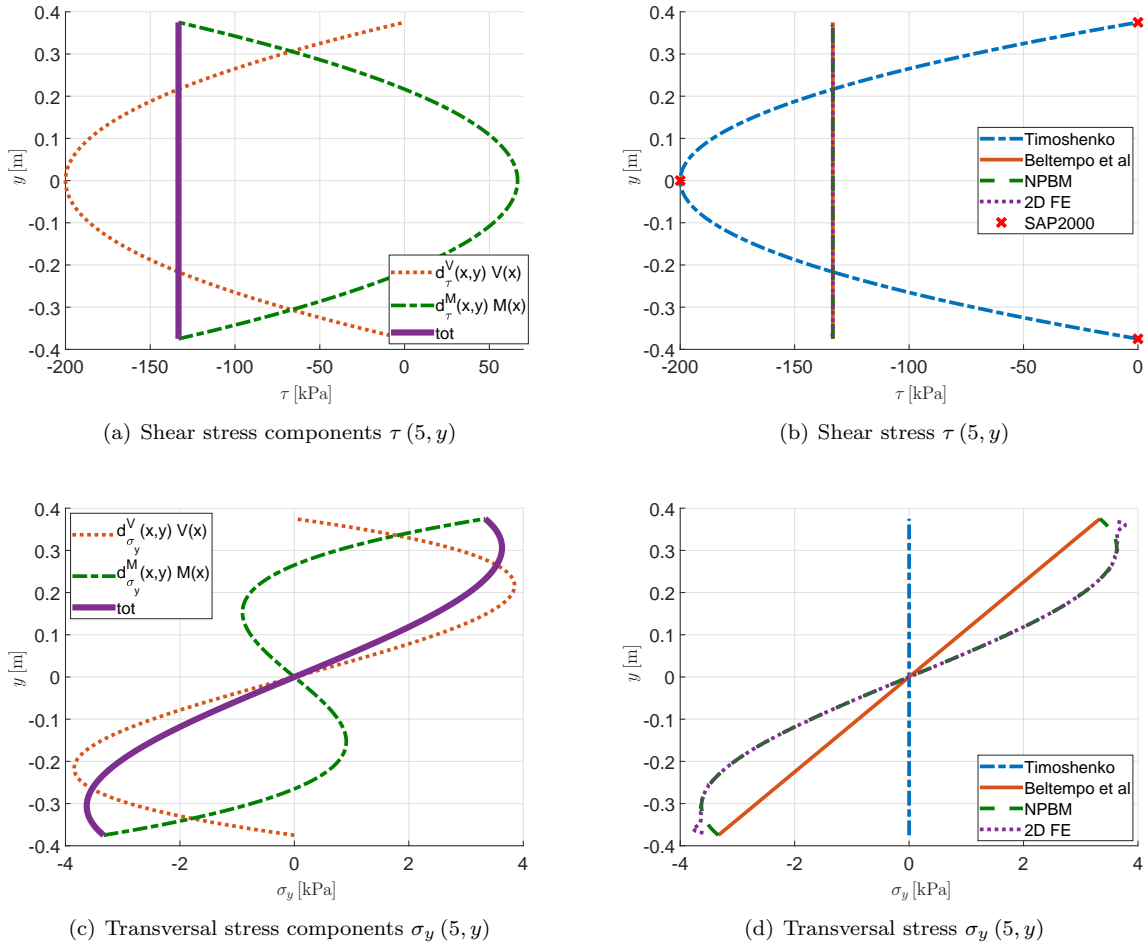 0.4
0.3
0.2
0.1
0
-0.1
-0.2
-0.3
-0.4
y [m]
-200
-150
-100
-50
0
50
τ [kPa]
d_τ^V(x,y) V(x)
d_τ^M(x,y) M(x)
tot
(a) Shear stress components τ (5, y)
0.4
0.3
0.2
0.1
0
-0.1
-0.2
-0.3
-0.4
y [m]
-200
-150
-100
-50
0
τ [kPa]
Timoshenko
Beltempo et al
NPBM
2D FE
SAP2000
(b) Shear stress τ (5, y)
0.4
0.3
0.2
0.1
0
-0.1
-0.2
-0.3
-0.4
y [m]
-4
-2
0
2
4
σ_y [kPa]
d_{σ_y}^V(x,y) V(x)
d_{σ_y}^M(x,y) M(x)
tot
(c) Transversal stress components σ_y (5, y)
0.4
0.3
0.2
0.1
0
-0.1
-0.2
-0.3
-0.4
y [m]
-4
-2
0
2
4
σ_y [kPa]
Timoshenko
Beltempo et al
NPBM
2D FE
(d) Transversal stress σ_y (5, y)